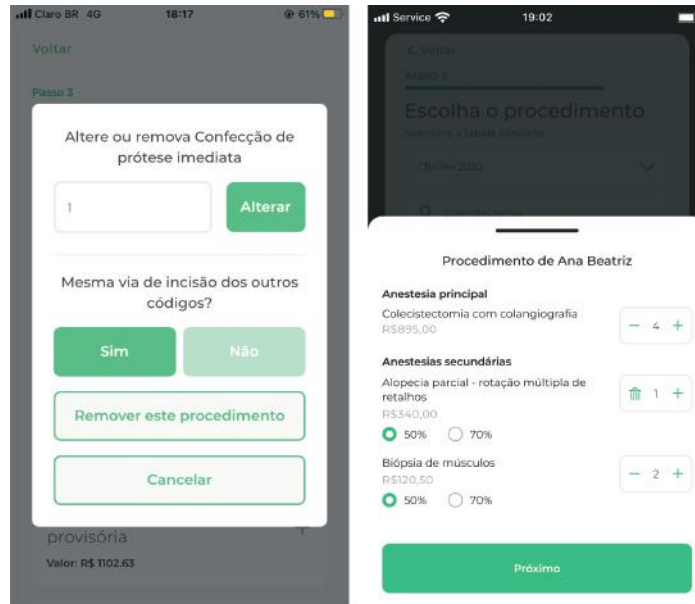 Claro BR 4G 18:17 61%
Voltar
Passo 3
Altere ou remova Confecção de
prótese imediata
1
Alterar
Mesma via de incisão dos outros
códigos?
Sim
Não
Remover este procedimento
Cancelar
provisória
+
Valor: R$ 1102.63
Service 19:02
< Voltar
Escolha o procedimento
Procedimento de Ana Beatriz
Anestesia principal
Colecistectomia com colangiografia
R$895,00
− 4 +
Anestesias secundárias
Alopecia parcial - rotação múltipla de
retalhos
R$340,00
1 +
50% 70%
Biópsia de músculos
R$120,50
− 2 +
50% 70%
Próximo